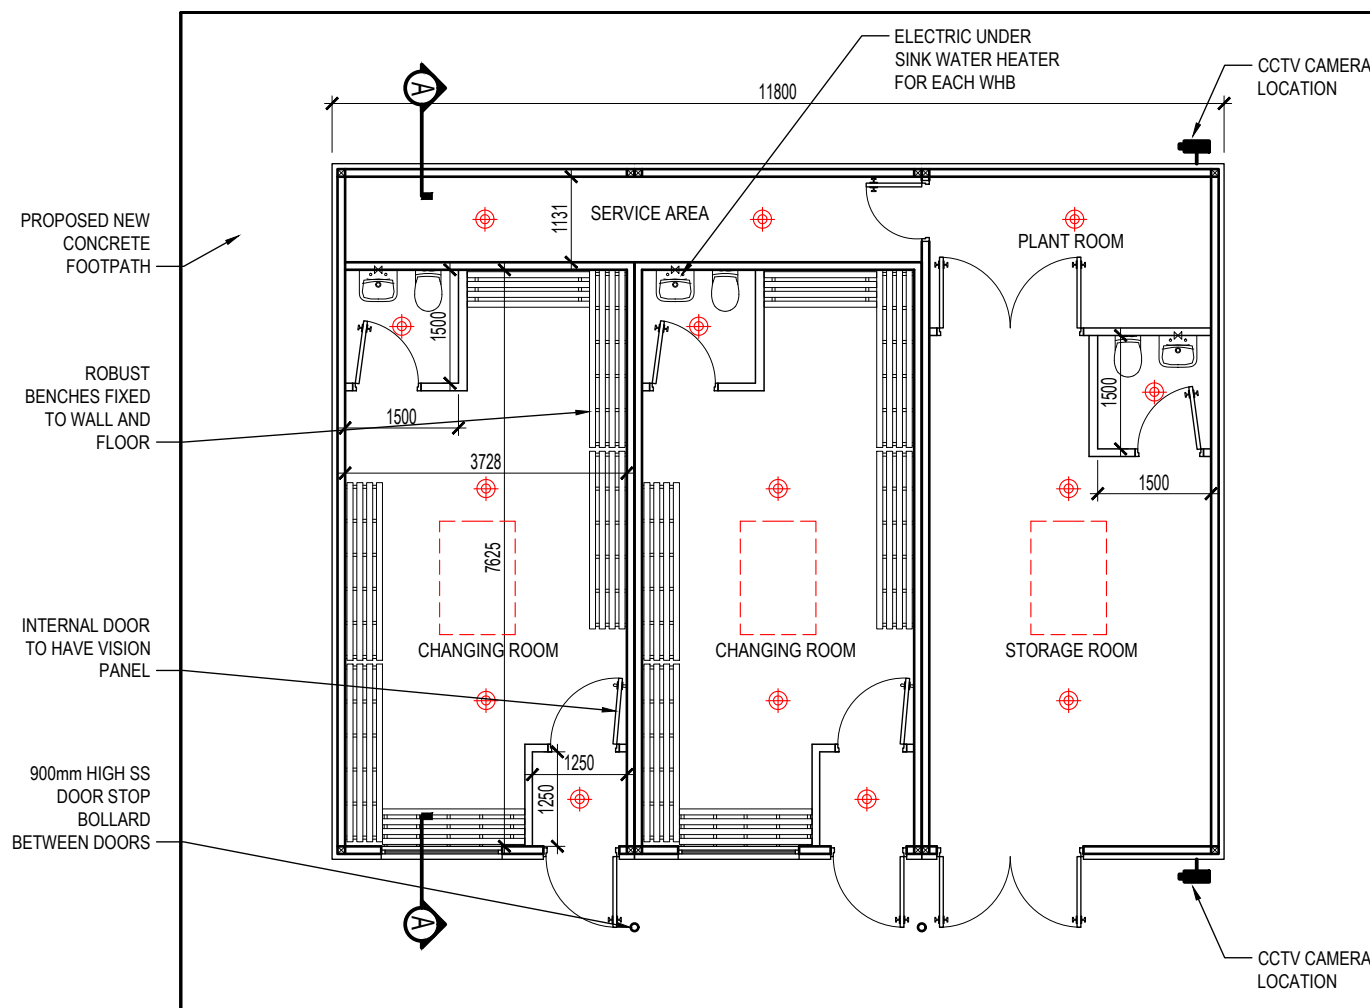 ELECTRIC UNDER
SINK WATER HEATER
FOR EACH WHB
CCTV CAMERA
LOCATION
A
11800
PROPOSED NEW
CONCRETE
FOOTPATH
1131
SERVICE AREA
PLANT ROOM
1500
1500
ROBUST
BENCHES FIXED
TO WALL AND
FLOOR
1500
3728
1500
7625
INTERNAL DOOR
TO HAVE VISION
PANEL
CHANGING ROOM
CHANGING ROOM
STORAGE ROOM
900mm HIGH SS
DOOR STOP
BOLLARD
BETWEEN DOORS
1250
1250
A
CCTV CAMERA
LOCATION